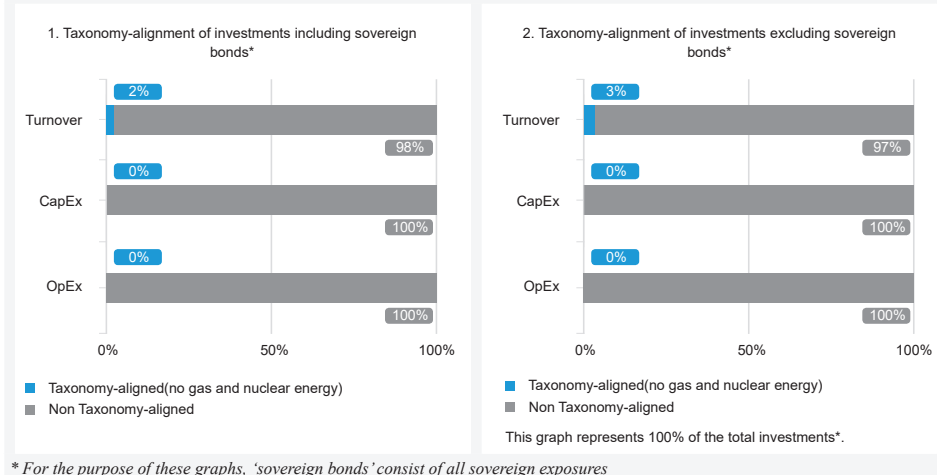 1. Taxonomy-alignment of investments including sovereign
bonds*
2%
Turnover
98%
0%
CapEx
100%
0%
OpEx
100%
0%
50%
100%
Taxonomy-aligned(no gas and nuclear energy)
Non Taxonomy-aligned
2. Taxonomy-alignment of investments excluding sovereign
bonds*
3%
Turnover
97%
0%
CapEx
100%
0%
OpEx
100%
0%
50%
100%
Taxonomy-aligned(no gas and nuclear energy)
Non Taxonomy-aligned
This graph represents 100% of the total investments*.
* For the purpose of these graphs, ‘sovereign bonds’ consist of all sovereign exposures